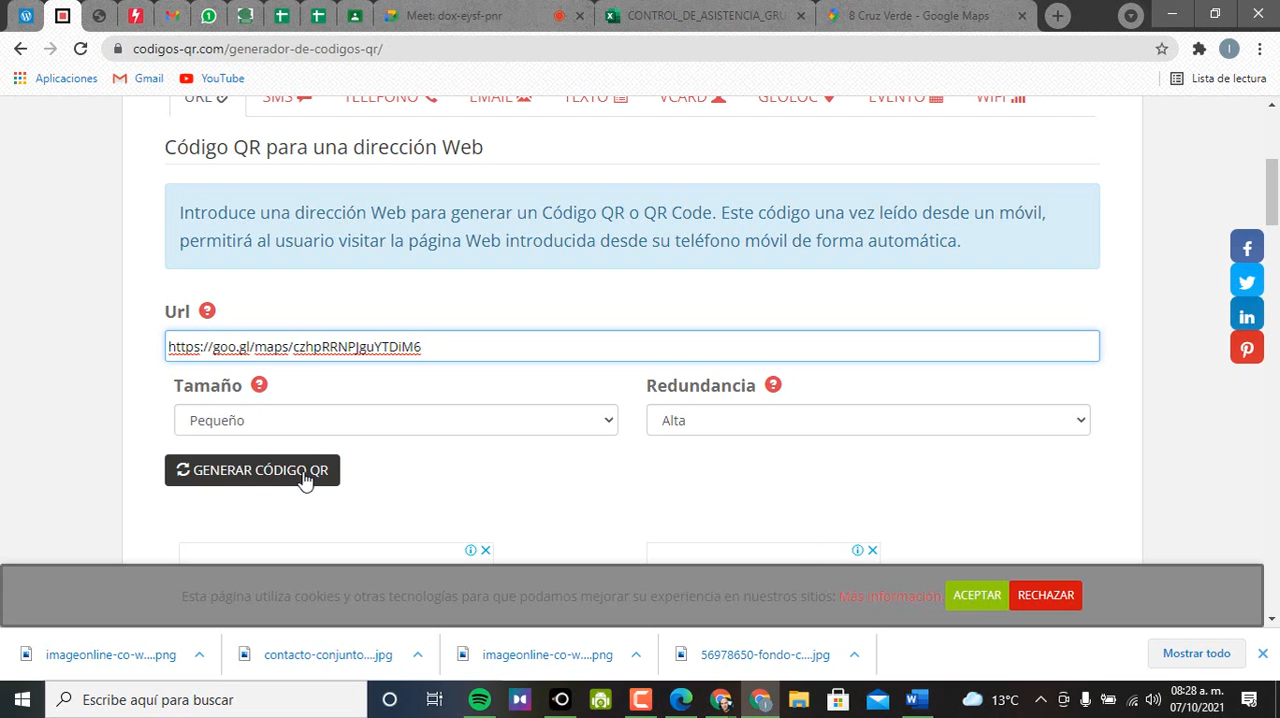 Meet: dox-eysf-pnr
CONTROL_DE_ASISTENCIA_GRU
8 Cruz Verde - Google Maps
codigos-qr.com/generador-de-codigos-qr/
Aplicaciones
Gmail
YouTube
Lista de lectura
URL
SMS
TELÉFONO
EMAIL
TEXTO
VCARD
GEOLOC
EVENTO
WIFI
Código QR para una dirección Web
Introduce una dirección Web para generar un Código QR o QR Code. Este código una vez leído desde un móvil,
permitirá al usuario visitar la página Web introducida desde su teléfono móvil de forma automática.
Url
https://goo.gl/maps/czhpRRNPJguYTDiM6
Tamaño
Redundancia
Pequeño
Alta
GENERAR CÓDIGO QR
Esta página utiliza cookies y otras tecnologías para que podamos mejorar su experiencia en nuestros sitios: Más información.
ACEPTAR
RECHAZAR
imageonline-co-w....png
contacto-conjunto....jpg
imageonline-co-w....png
56978650-fondo-c....jpg
Mostrar todo
Escribe aquí para buscar
13°C
08:28 a. m.
07/10/2021